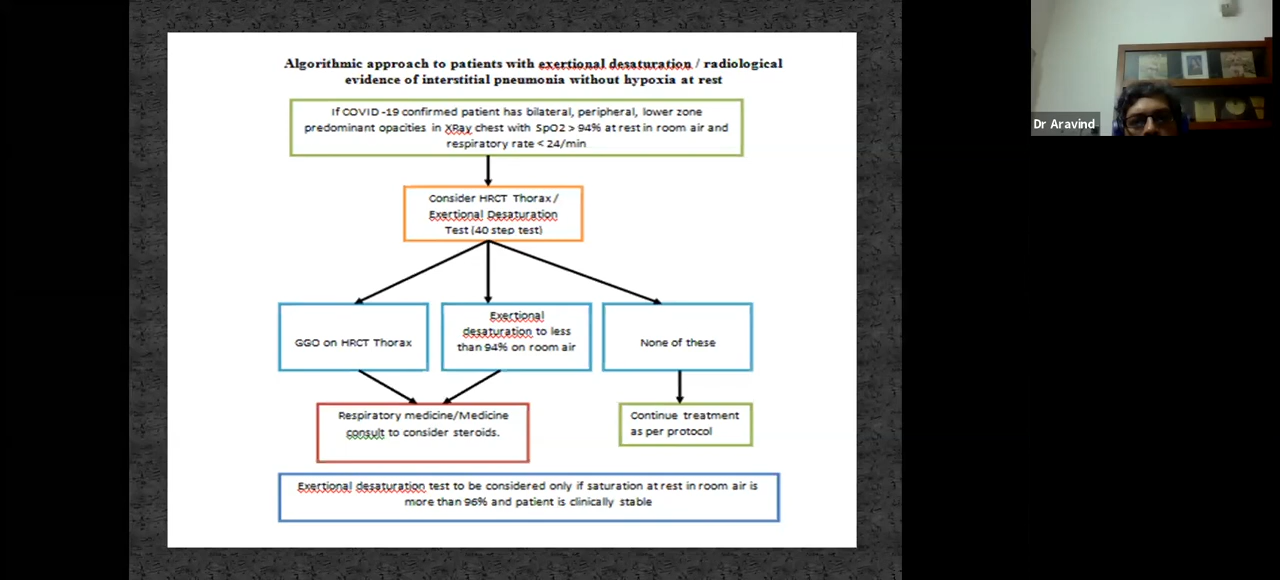 Algorithmic approach to patients with exertional desaturation / radiological
evidence of interstitial pneumonia without hypoxia at rest
If COVID -19 confirmed patient has bilateral, peripheral, lower zone
predominant opacities in XRay chest with SpO2 > 94% at rest in room air and
respiratory rate < 24/min
Consider HRCT Thorax /
Exertional Desaturation
Test (40 step test)
GGO on HRCT Thorax
Exertional
desaturation to less
than 94% on room air
None of these
Respiratory medicine/Medicine
consult to consider steroids.
Continue treatment
as per protocol
Exertional desaturation test to be considered only if saturation at rest in room air is
more than 96% and patient is clinically stable
Dr Aravind